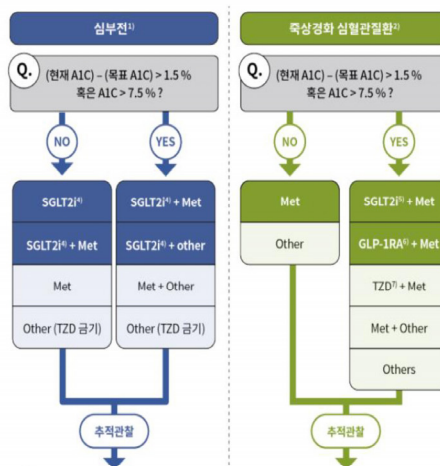 심부전1)
Q.
(현재 A1C) – (목표 A1C) > 1.5 %
혹은 A1C > 7.5 % ?
NO
YES
SGLT2i4)
SGLT2i4) + Met
Met
Other (TZD 금기)
SGLT2i4) + Met
SGLT2i4) + other
Met + Other
Other (TZD 금기)
추적관찰
죽상경화 심혈관질환2)
Q.
(현재 A1C) – (목표 A1C) > 1.5 %
혹은 A1C > 7.5 % ?
NO
YES
Met
Other
SGLT2i5) + Met
GLP-1RA6) + Met
TZD7) + Met
Met + Other
Others
추적관찰